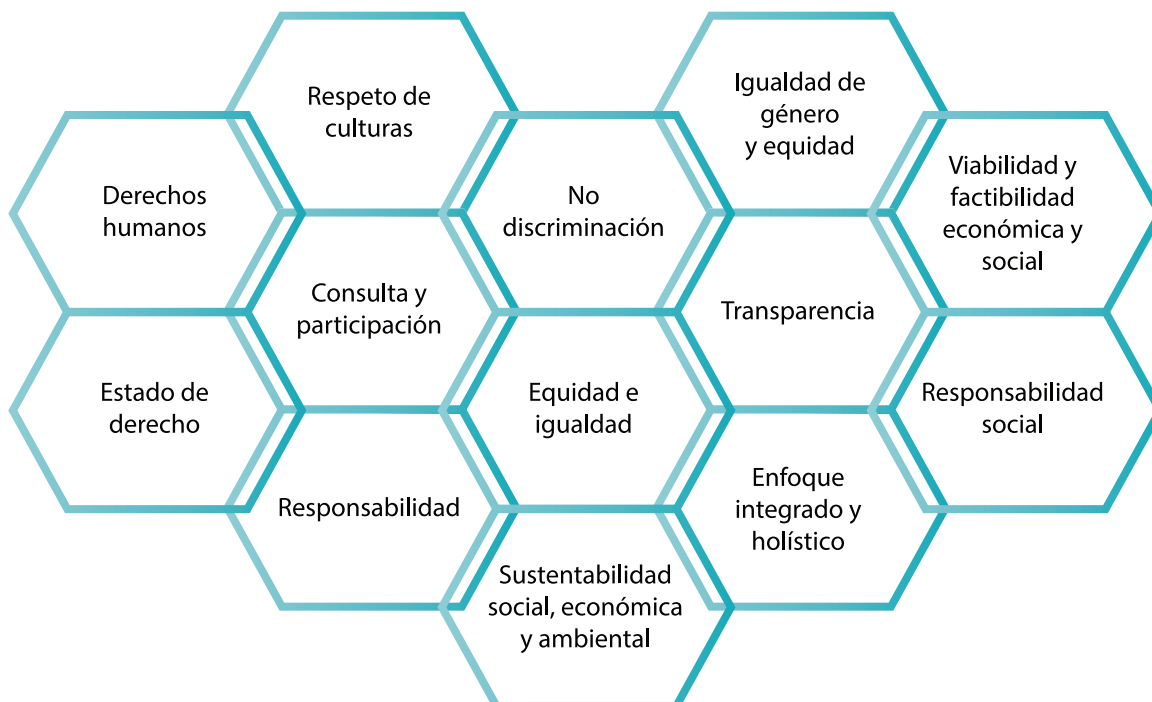 Respeto de
culturas
Igualdad de
género
y equidad
Derechos
humanos
No
discriminación
Viabilidad y
factibilidad
económica y
social
Consulta y
participación
Transparencia
Estado de
derecho
Equidad e
igualdad
Responsabilidad
social
Responsabilidad
Enfoque
integrado y
holístico
Sustentabilidad
social, económica
y ambiental